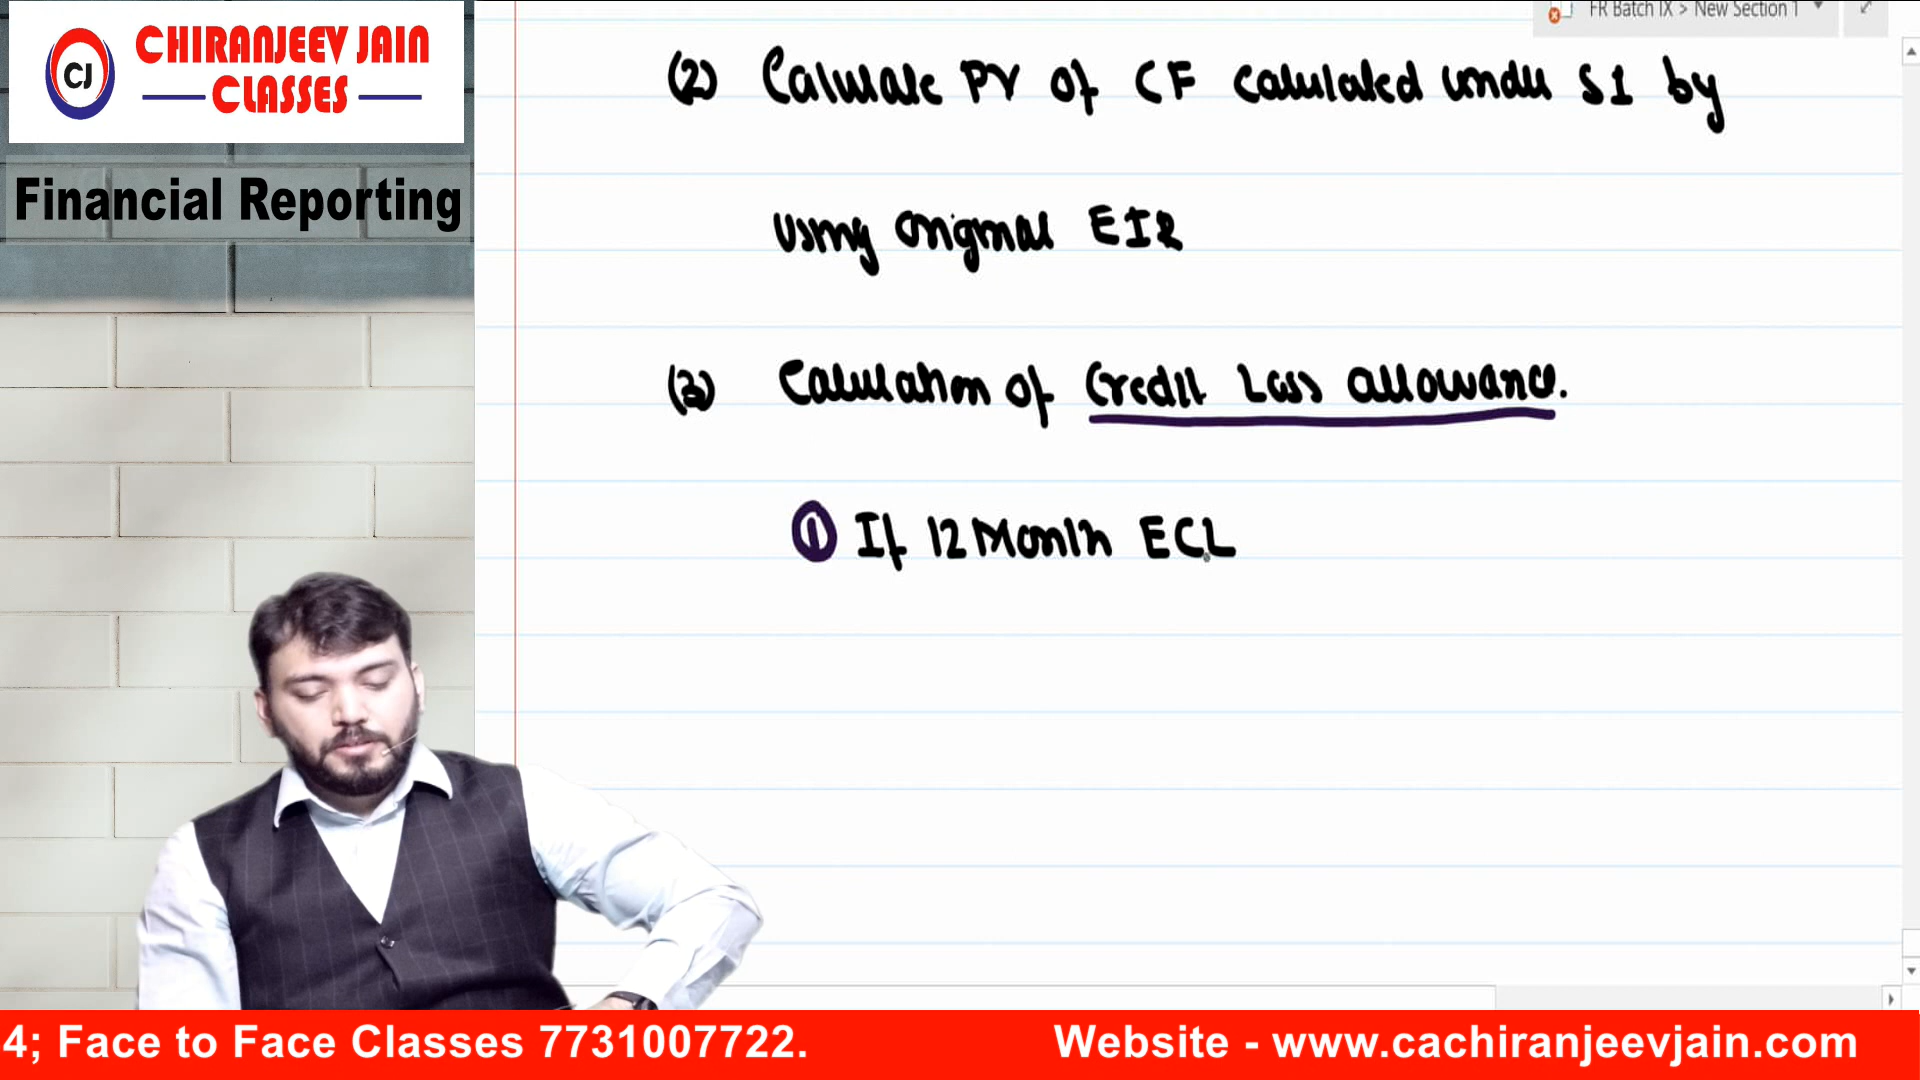 CHIRANJEEV JAIN
CLASSES
CJ
Financial Reporting
FR Batch IX > New Section 1
(2) Calculate PV of CF calculated under S1 by
using original EIR
(3) Calculation of Credit Loss allowance.
1 If 12 Month ECL
4; Face to Face Classes 7731007722.
Website - www.cachiranjeevjain.com